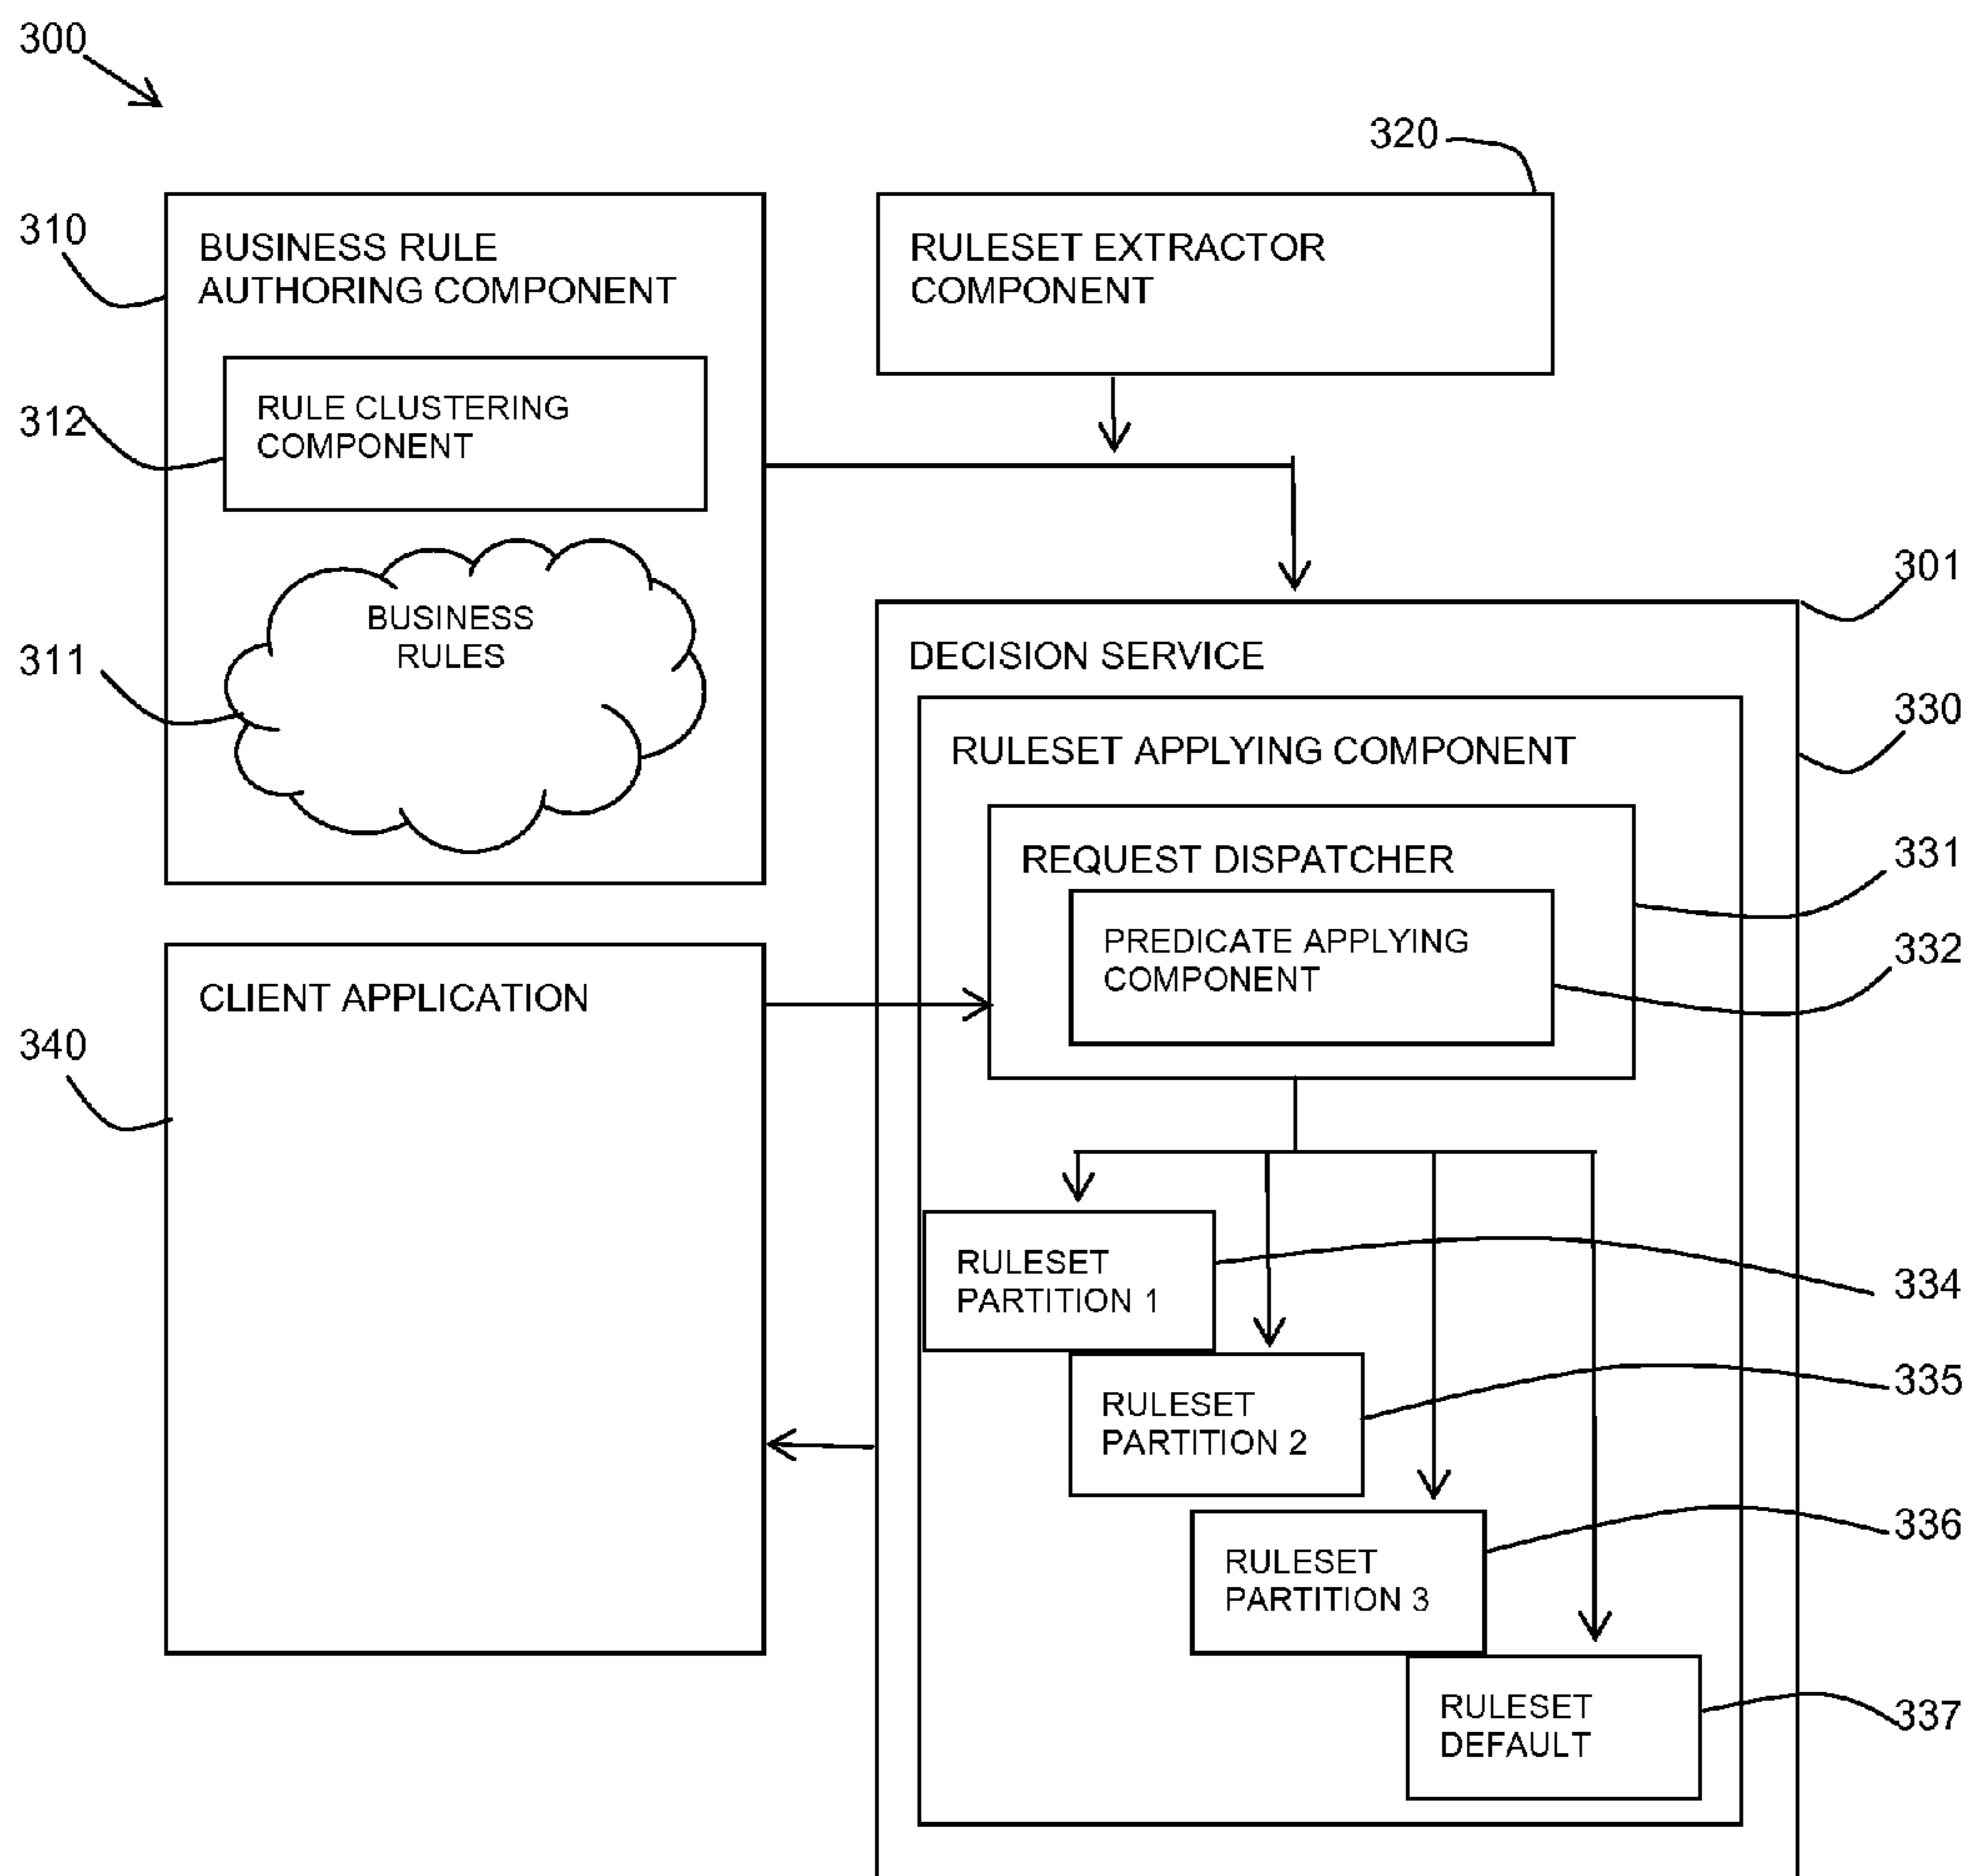 300
320
310
BUSINESS RULE
AUTHORING COMPONENT
RULESET EXTRACTOR
COMPONENT
312
RULE CLUSTERING
COMPONENT
301
BUSINESS
RULES
311
DECISION SERVICE
330
RULESET APPLYING COMPONENT
331
REQUEST DISPATCHER
332
PREDICATE APPLYING
COMPONENT
CLIENT APPLICATION
340
334
RULESET
PARTITION 1
335
RULESET
PARTITION 2
336
RULESET
PARTITION 3
337
RULESET
DEFAULT